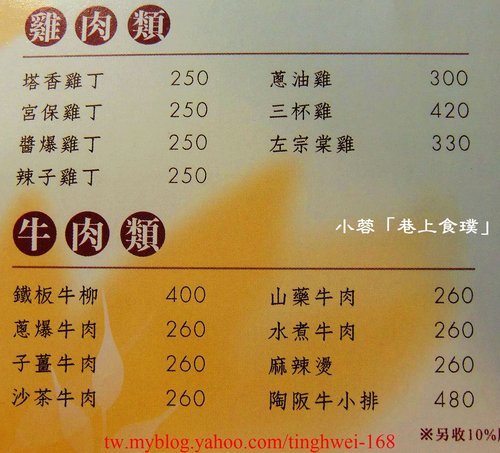 雞肉類
塔香雞丁 250
宮保雞丁 250
醬爆雞丁 250
辣子雞丁 250
蔥油雞 300
三杯雞 420
左宗棠雞 330
小蓉「巷上食璞」
牛肉類
鐵板牛柳 400
蔥爆牛肉 260
子薑牛肉 260
沙茶牛肉 260
山藥牛肉 260
水煮牛肉 260
麻辣燙 260
陶阪牛小排 480
※另收10%
tw.myblog.yahoo.com/tinghwei-168